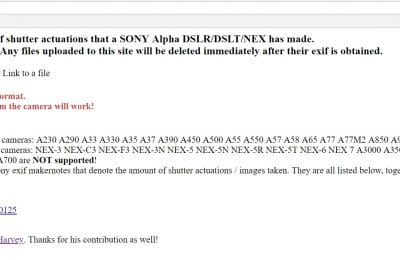 f shutter actuations that a SONY Alpha DSLR/DSLT/NEX has made.
Any files uploaded to this site will be deleted immediately after their exif is obtained.
Link to a file
ormat.
m the camera will work!
cameras: A230 A290 A33 A330 A35 A37 A390 A450 A500 A55 A550 A57 A58 A65 A77 A77M2 A850 A9
cameras: NEX-3 NEX-C3 NEX-F3 NEX-3N NEX-5 NEX-5N NEX-5R NEX-5T NEX-6 NEX 7 A3000 A350
A700 are NOT supported!
ny exif makernotes that denote the amount of shutter actuations / images taken. They are all listed below, toge
0125
Harvey. Thanks for his contribution as well!